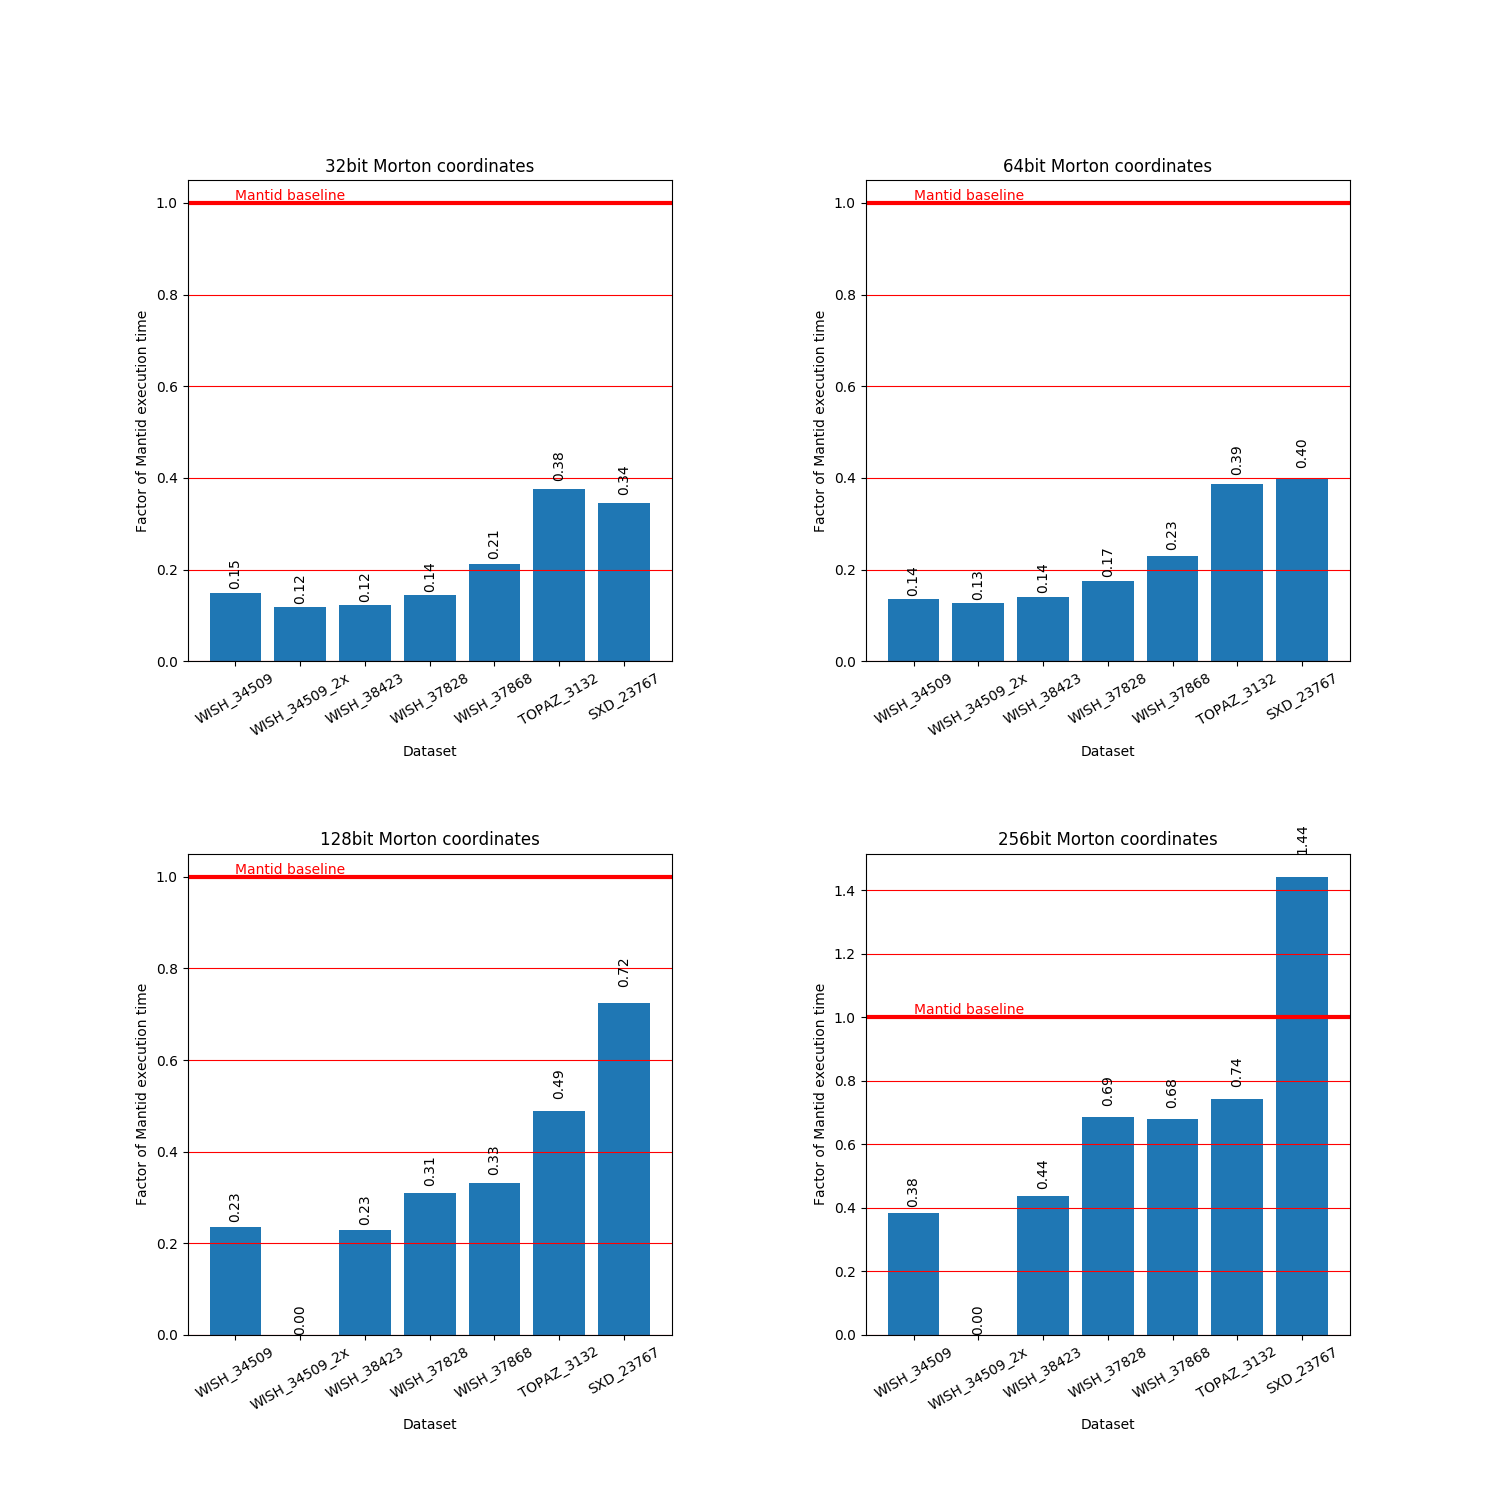 32bit Morton coordinates
Mantid baseline
1.0
0.8
0.6
0.4
0.2
0.0
Factor of Mantid execution time
0.15
0.12
0.12
0.14
0.21
0.38
0.34
WISH_34509
WISH_34509_2x
WISH_38423
WISH_37828
WISH_37868
TOPAZ_3132
SXD_23767
Dataset
64bit Morton coordinates
Mantid baseline
1.0
0.8
0.6
0.4
0.2
0.0
Factor of Mantid execution time
0.14
0.13
0.14
0.17
0.23
0.39
0.40
WISH_34509
WISH_34509_2x
WISH_38423
WISH_37828
WISH_37868
TOPAZ_3132
SXD_23767
Dataset
128bit Morton coordinates
Mantid baseline
1.0
0.8
0.6
0.4
0.2
0.0
Factor of Mantid execution time
0.23
0.00
0.23
0.31
0.33
0.49
0.72
WISH_34509
WISH_34509_2x
WISH_38423
WISH_37828
WISH_37868
TOPAZ_3132
SXD_23767
Dataset
256bit Morton coordinates
Mantid baseline
1.4
1.2
1.0
0.8
0.6
0.4
0.2
0.0
Factor of Mantid execution time
0.38
0.00
0.44
0.69
0.68
0.74
1.44
WISH_34509
WISH_34509_2x
WISH_38423
WISH_37828
WISH_37868
TOPAZ_3132
SXD_23767
Dataset